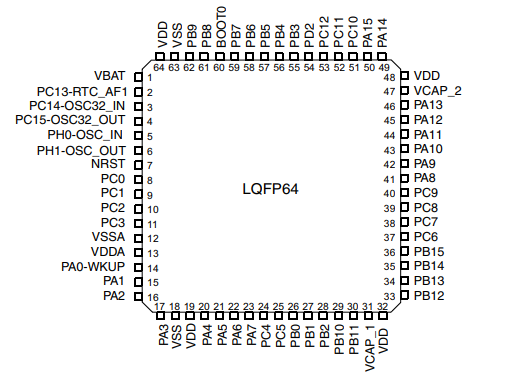 VDD VSS PB9 PB8 BOOT0 PB7 PB6 PB5 PB4 PB3 PD2 PC12 PC11 PC10 PA15 PA14
64 63 62 61 60 59 58 57 56 55 54 53 52 51 50 49
VBAT 1 48 VDD
PC13-RTC_AF1 2 47 VCAP_2
PC14-OSC32_IN 3 46 PA13
PC15-OSC32_OUT 4 45 PA12
PH0-OSC_IN 5 44 PA11
PH1-OSC_OUT 6 43 PA10
NRST 7 42 PA9
PC0 8 41 PA8
PC1 9 LQFP64 40 PC9
PC2 10 39 PC8
PC3 11 38 PC7
VSSA 12 37 PC6
VDDA 13 36 PB15
PA0-WKUP 14 35 PB14
PA1 15 34 PB13
PA2 16 33 PB12
17 18 19 20 21 22 23 24 25 26 27 28 29 30 31 32
PA3 VSS VDD PA4 PA5 PA6 PA7 PC4 PC5 PB0 PB1 PB2 PB10 PB11 VCAP_1 VDD